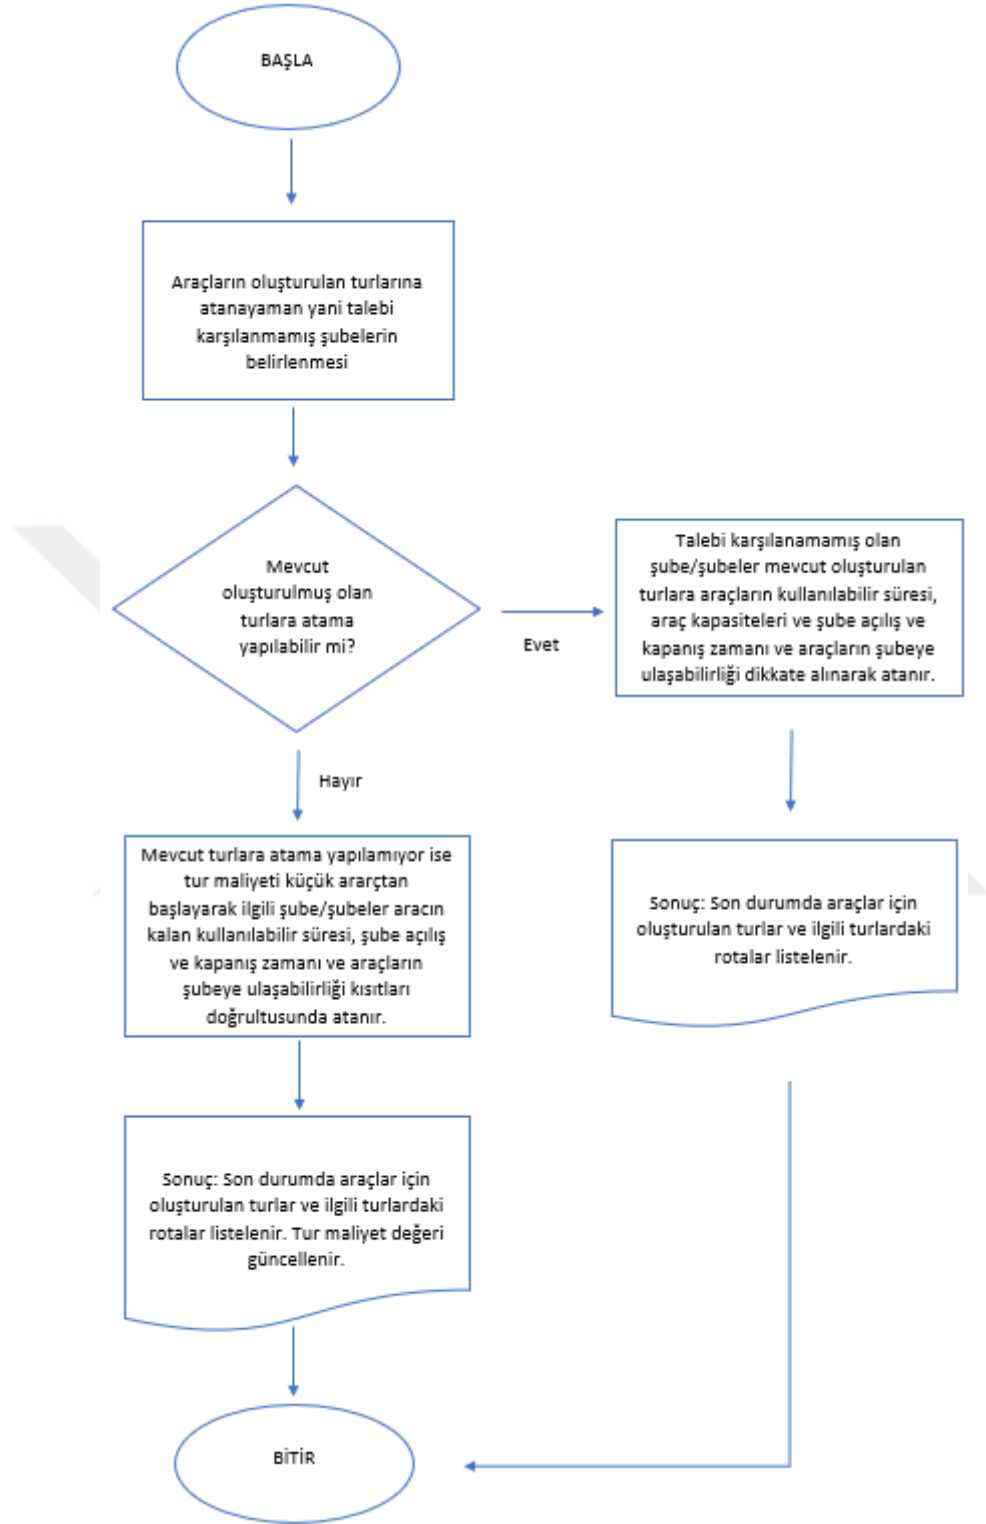 BAŞLA
Araçların oluşturulan turlarına
atanayaman yani talebi
karşılanmamış şubelerin
belirlenmesi
Mevcut
oluşturulmuş olan
turlara atama
yapılabilir mi?
Evet
Talebi karşılanamamış olan
şube/şubeler mevcut oluşturulan
turlara araçların kullanılabilir süresi,
araç kapasiteleri ve şube açılış ve
kapanış zamanı ve araçların şubeye
ulaşabilirliği dikkate alınarak atanır.
Hayır
Mevcut turlara atama yapılamıyor ise
tur maliyeti küçük ararçtan
başlayarak ilgili şube/şubeler aracın
kalan kullanılabilir süresi, şube açılış
ve kapanış zamanı ve araçların
şubeye ulaşabilirliği kısıtları
doğrultusunda atanır.
Sonuç: Son durumda araçlar için
oluşturulan turlar ve ilgili turlardaki
rotalar listelenir.
Sonuç: Son durumda araçlar için
oluşturulan turlar ve ilgili turlardaki
rotalar listelenir. Tur maliyet değeri
güncellenir.
BİTİR